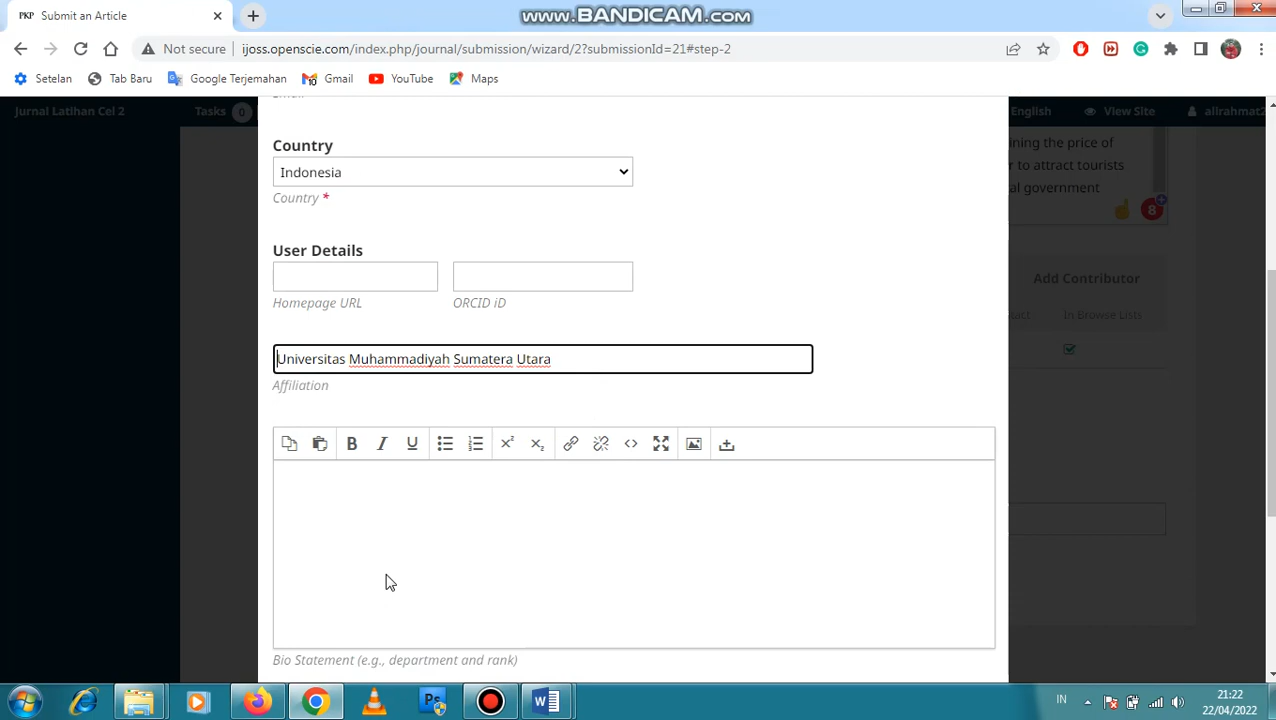 PKP Submit an Article
www.BANDICAM.com
Not secure ijoss.openscie.com/index.php/journal/submission/wizard/2?submissionId=21#step-2
Setelan Tab Baru Google Terjemahan Gmail YouTube Maps
Jurnal Latihan Cel 2 Tasks 0 English View Site alirahmat2
ining the price of
r to attract tourists
al government
8
Country
Indonesia
Country *
User Details
Homepage URL ORCID iD
Add Contributor
In Browse Lists
Universitas Muhammadiyah Sumatera Utara
Affiliation
Bio Statement (e.g., department and rank)
IN
21:22
22/04/2022